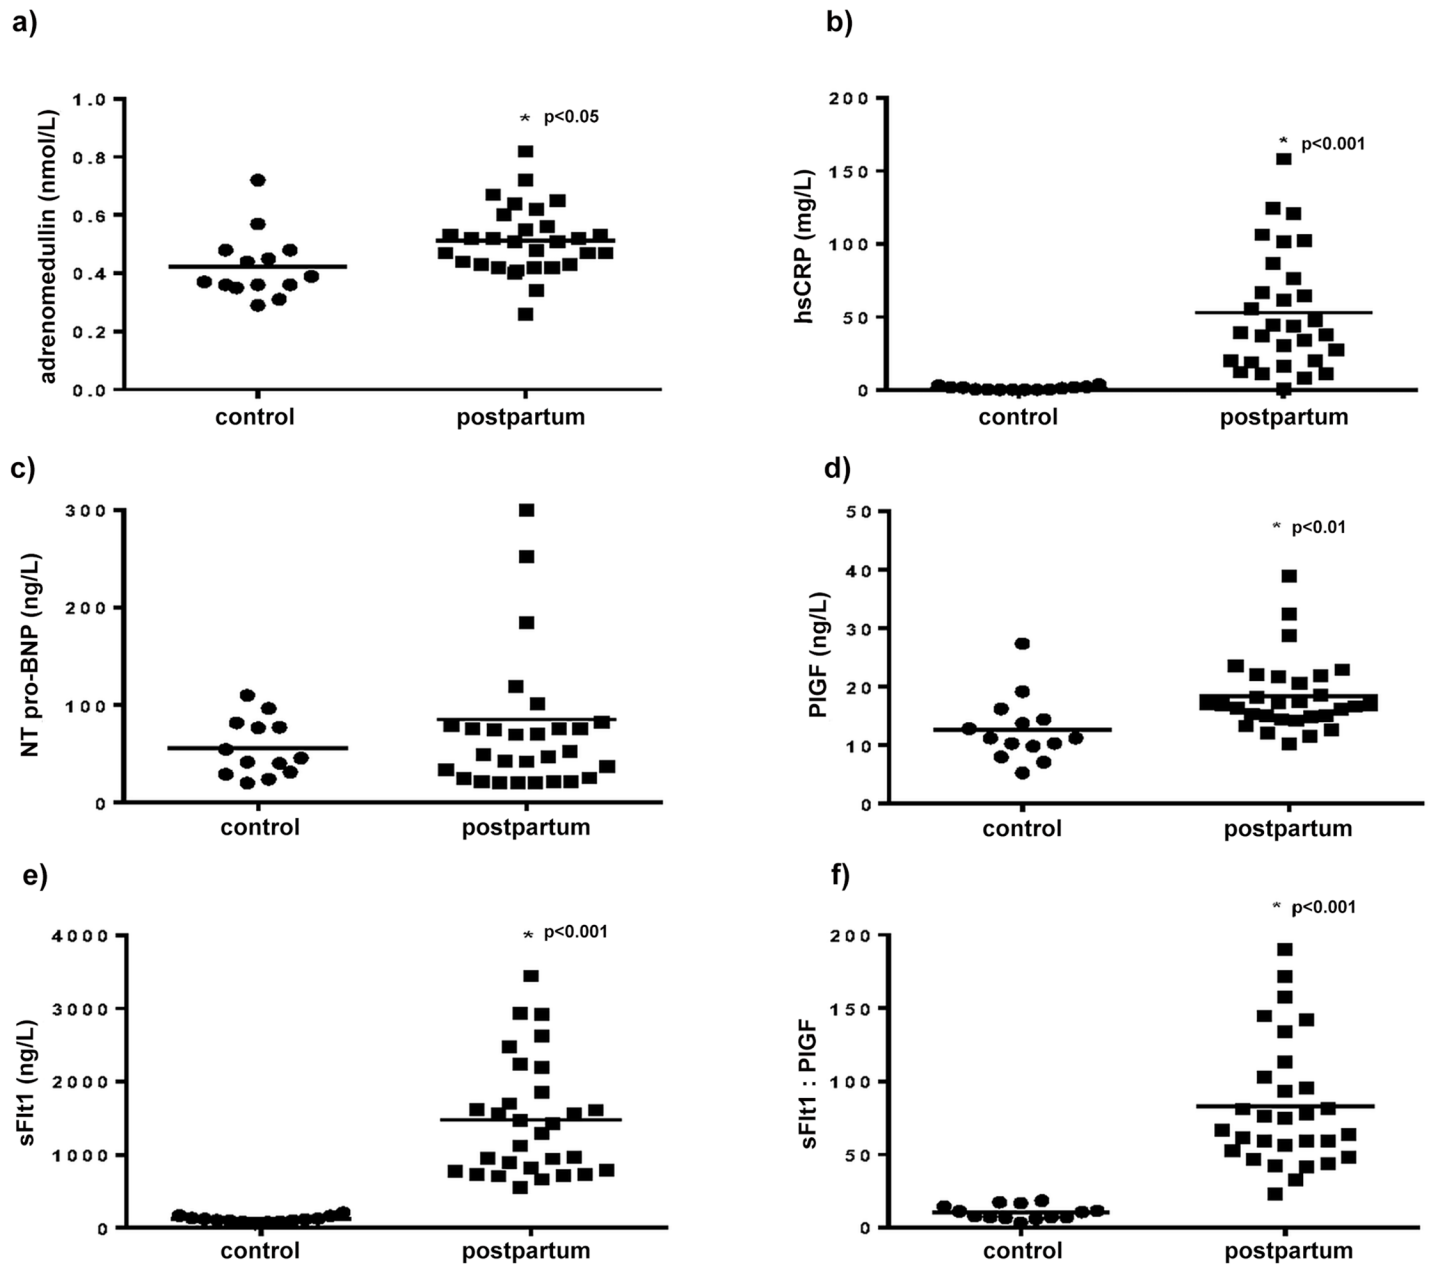 a)
adrenomedullin (nmol/L)
1.0
0.8
0.6
0.4
0.2
0.0
* p<0.05
control
postpartum
b)
hsCRP (mg/L)
200
150
100
50
0
* p<0.001
control
postpartum
c)
NT pro-BNP (ng/L)
300
200
100
0
control
postpartum
d)
PlGF (ng/L)
50
40
30
20
10
0
* p<0.01
control
postpartum
e)
sFlt1 (ng/L)
4000
3000
2000
1000
0
* p<0.001
control
postpartum
f)
sFlt1 : PlGF
200
150
100
50
0
* p<0.001
control
postpartum